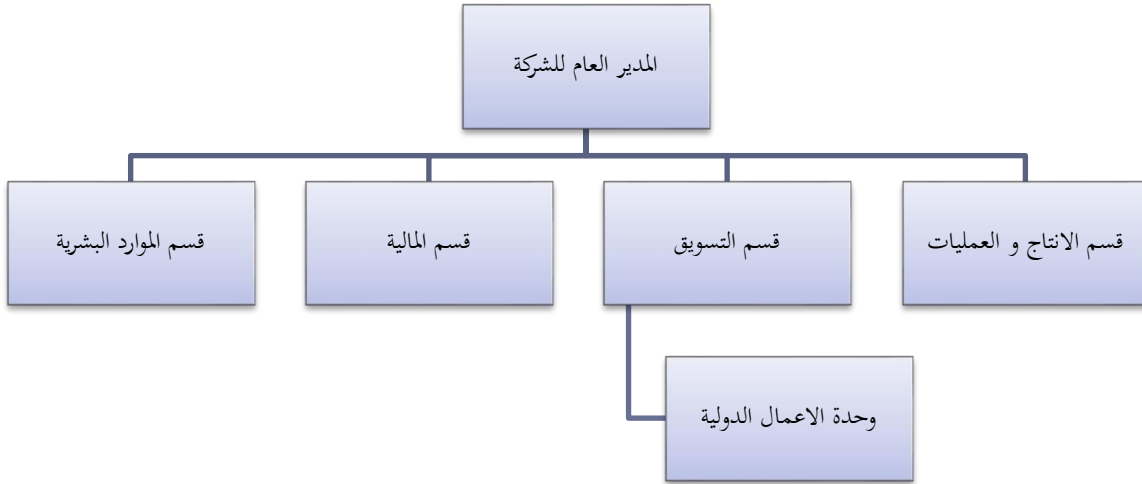 المدير العام للشركة
قسم الانتاج و العمليات
قسم التسويق
قسم المالية
قسم الموارد البشرية
وحدة الاعمال الدولية